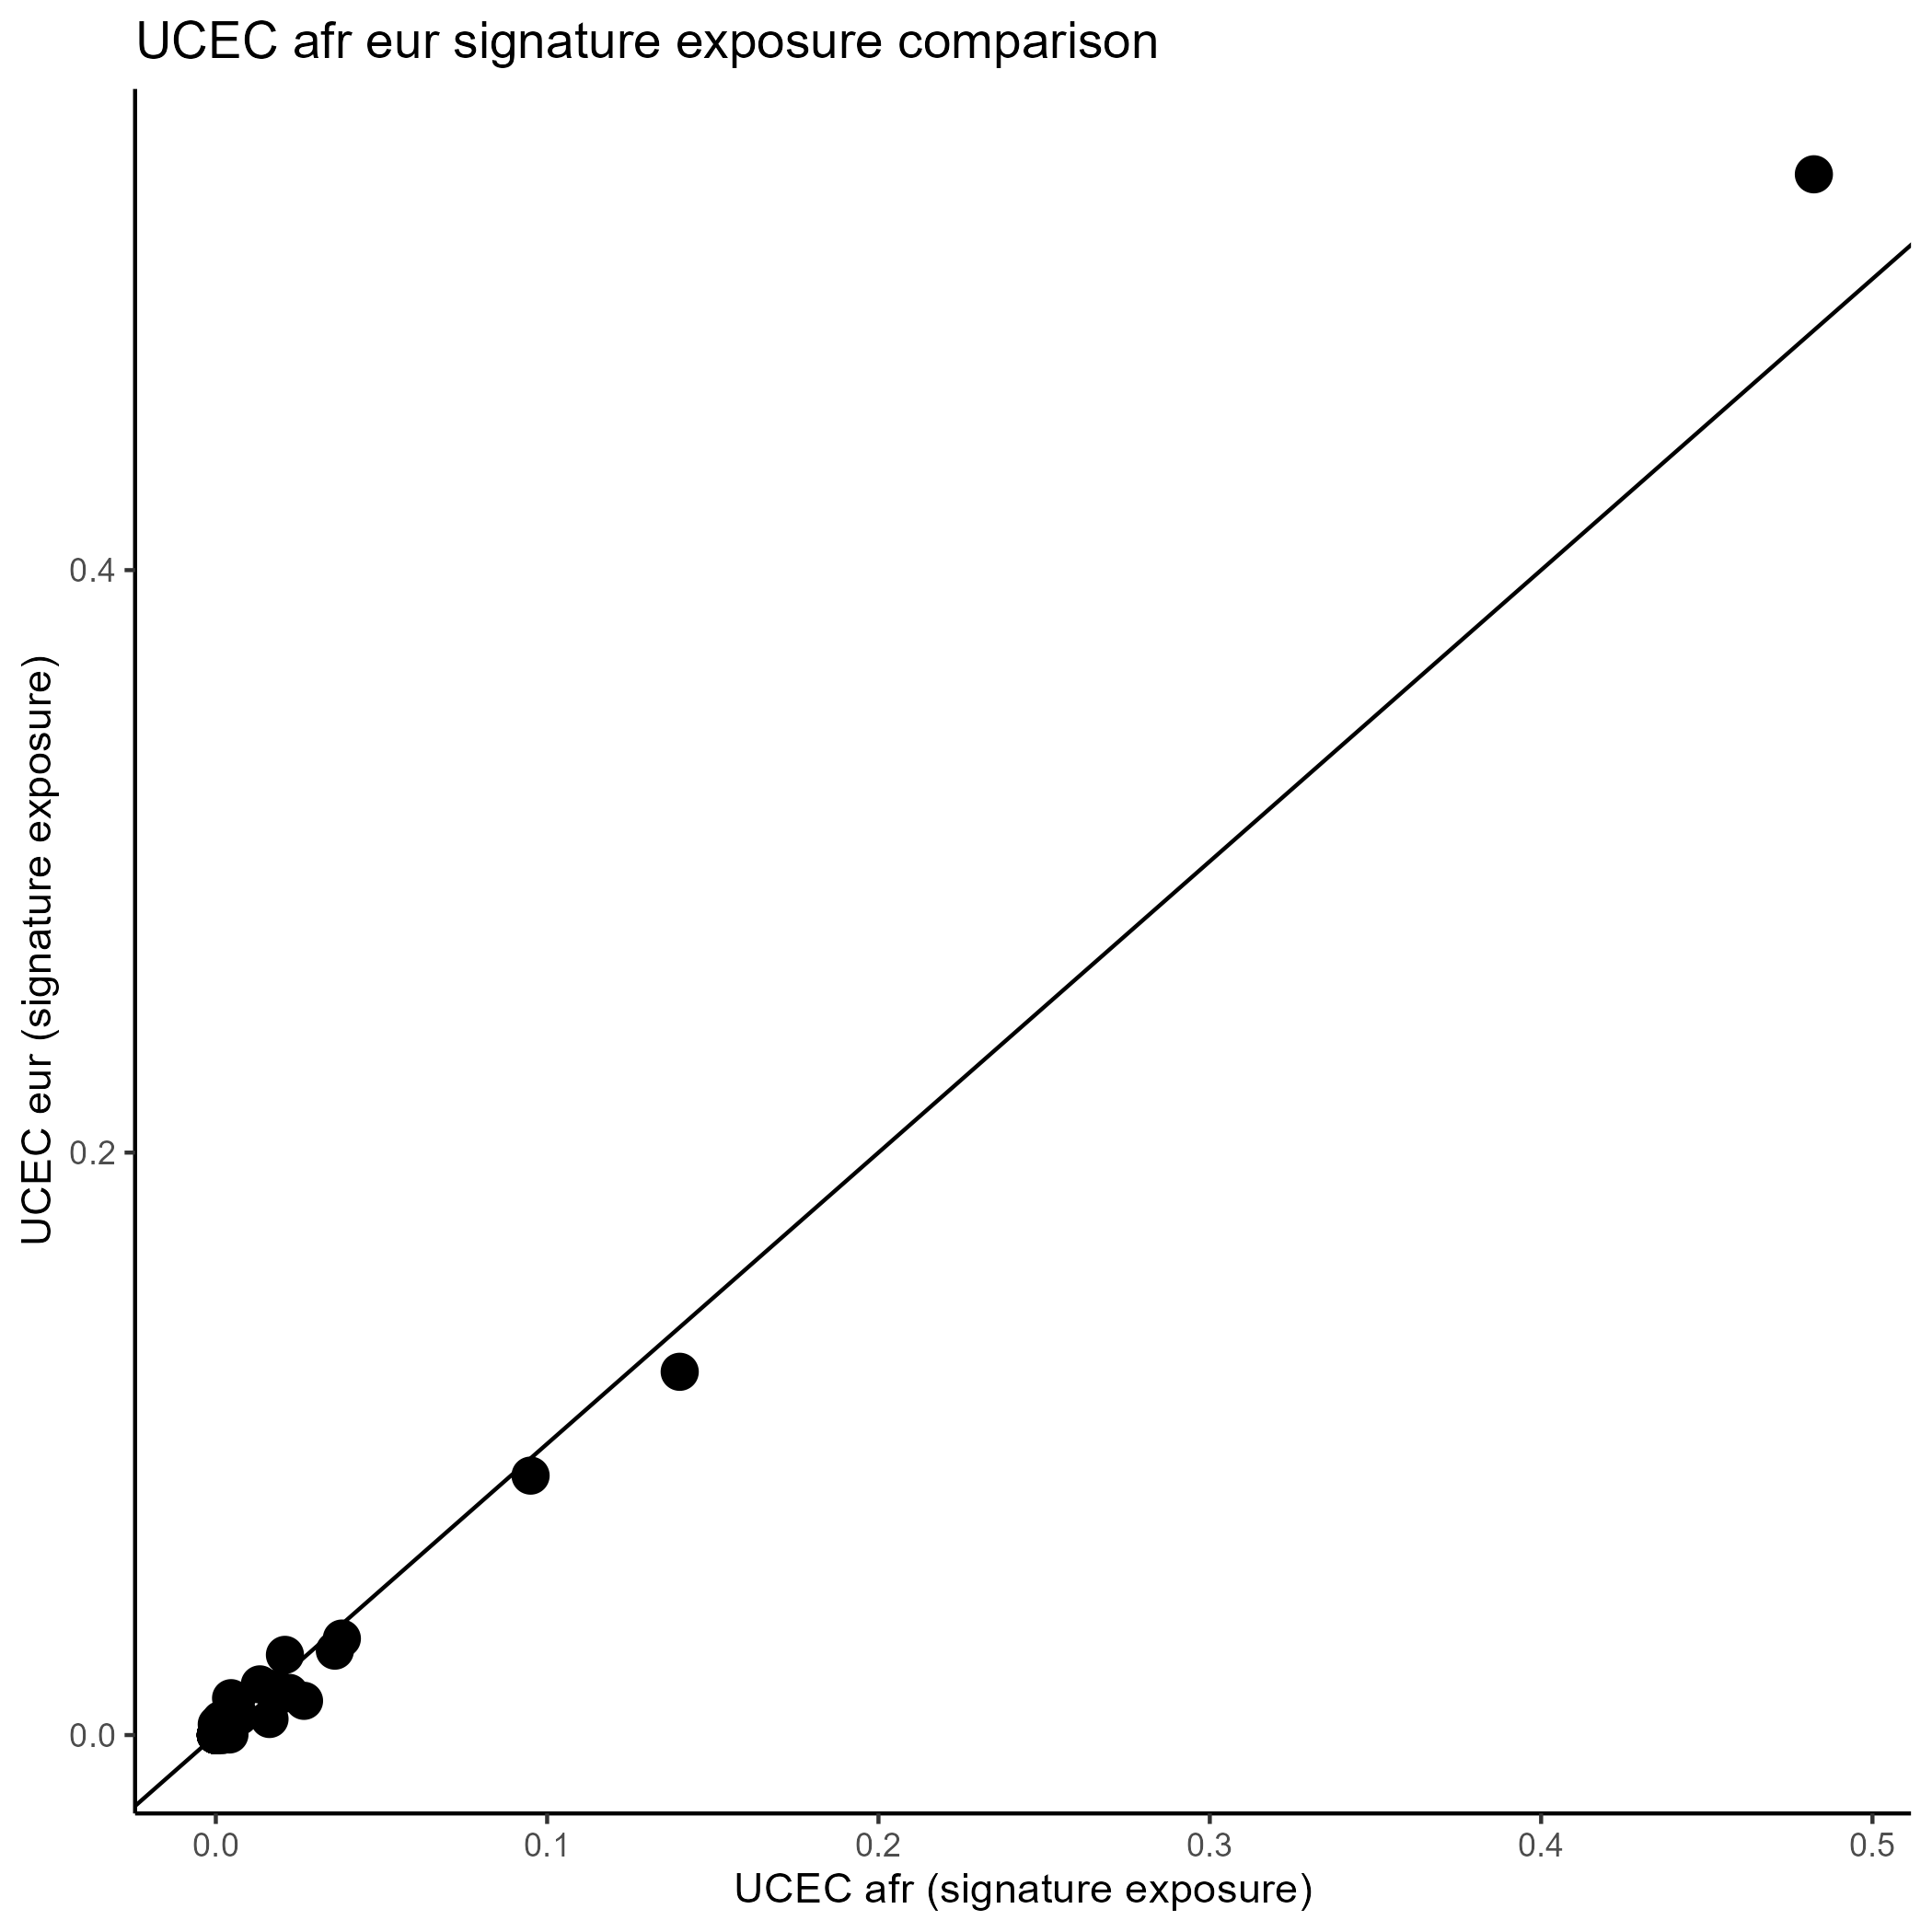 UCEC afr eur signature exposure comparison
UCEC eur (signature exposure)
0.4
0.2
0.0
0.0 0.1 0.2 0.3 0.4 0.5
UCEC afr (signature exposure)